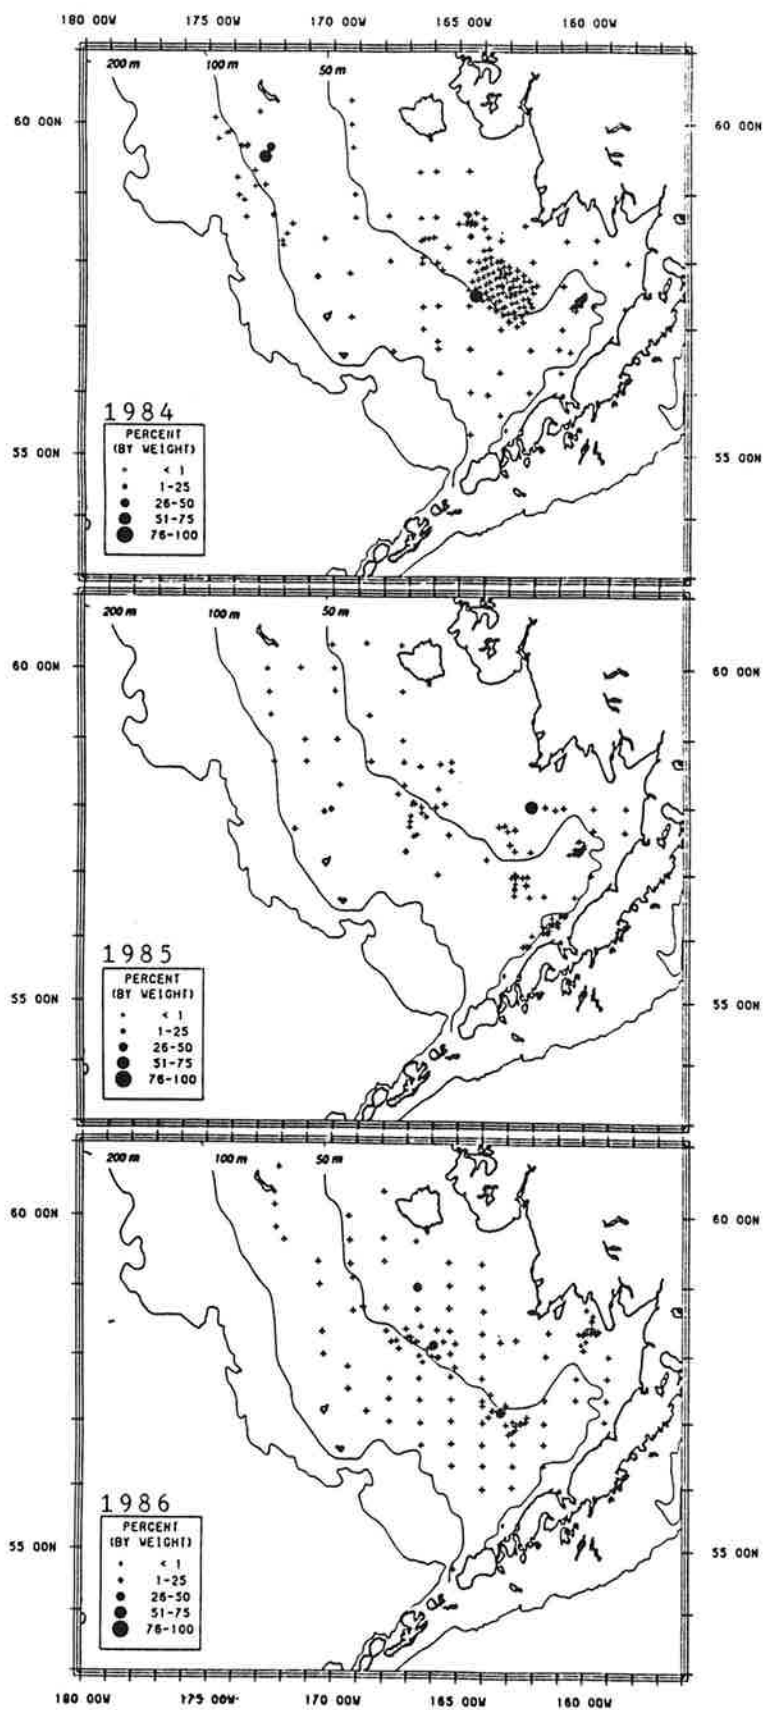 180 00W 175 00W 170 00W 165 00W 160 00W
200 m 100 m 50 m
60 00N 60 00N
1984
PERCENT
(BY WEIGHT)
< 1
1-25
26-50
51-75
76-100
55 00N 55 00N
200 m 100 m 50 m
60 00N 60 00N
1985
PERCENT
(BY WEIGHT)
< 1
1-25
26-50
51-75
76-100
55 00N 55 00N
200 m 100 m 50 m
60 00N 60 00N
1986
PERCENT
(BY WEIGHT)
< 1
1-25
26-50
51-75
76-100
55 00N 55 00N
180 00W 175 00W 170 00W 165 00W 160 00W